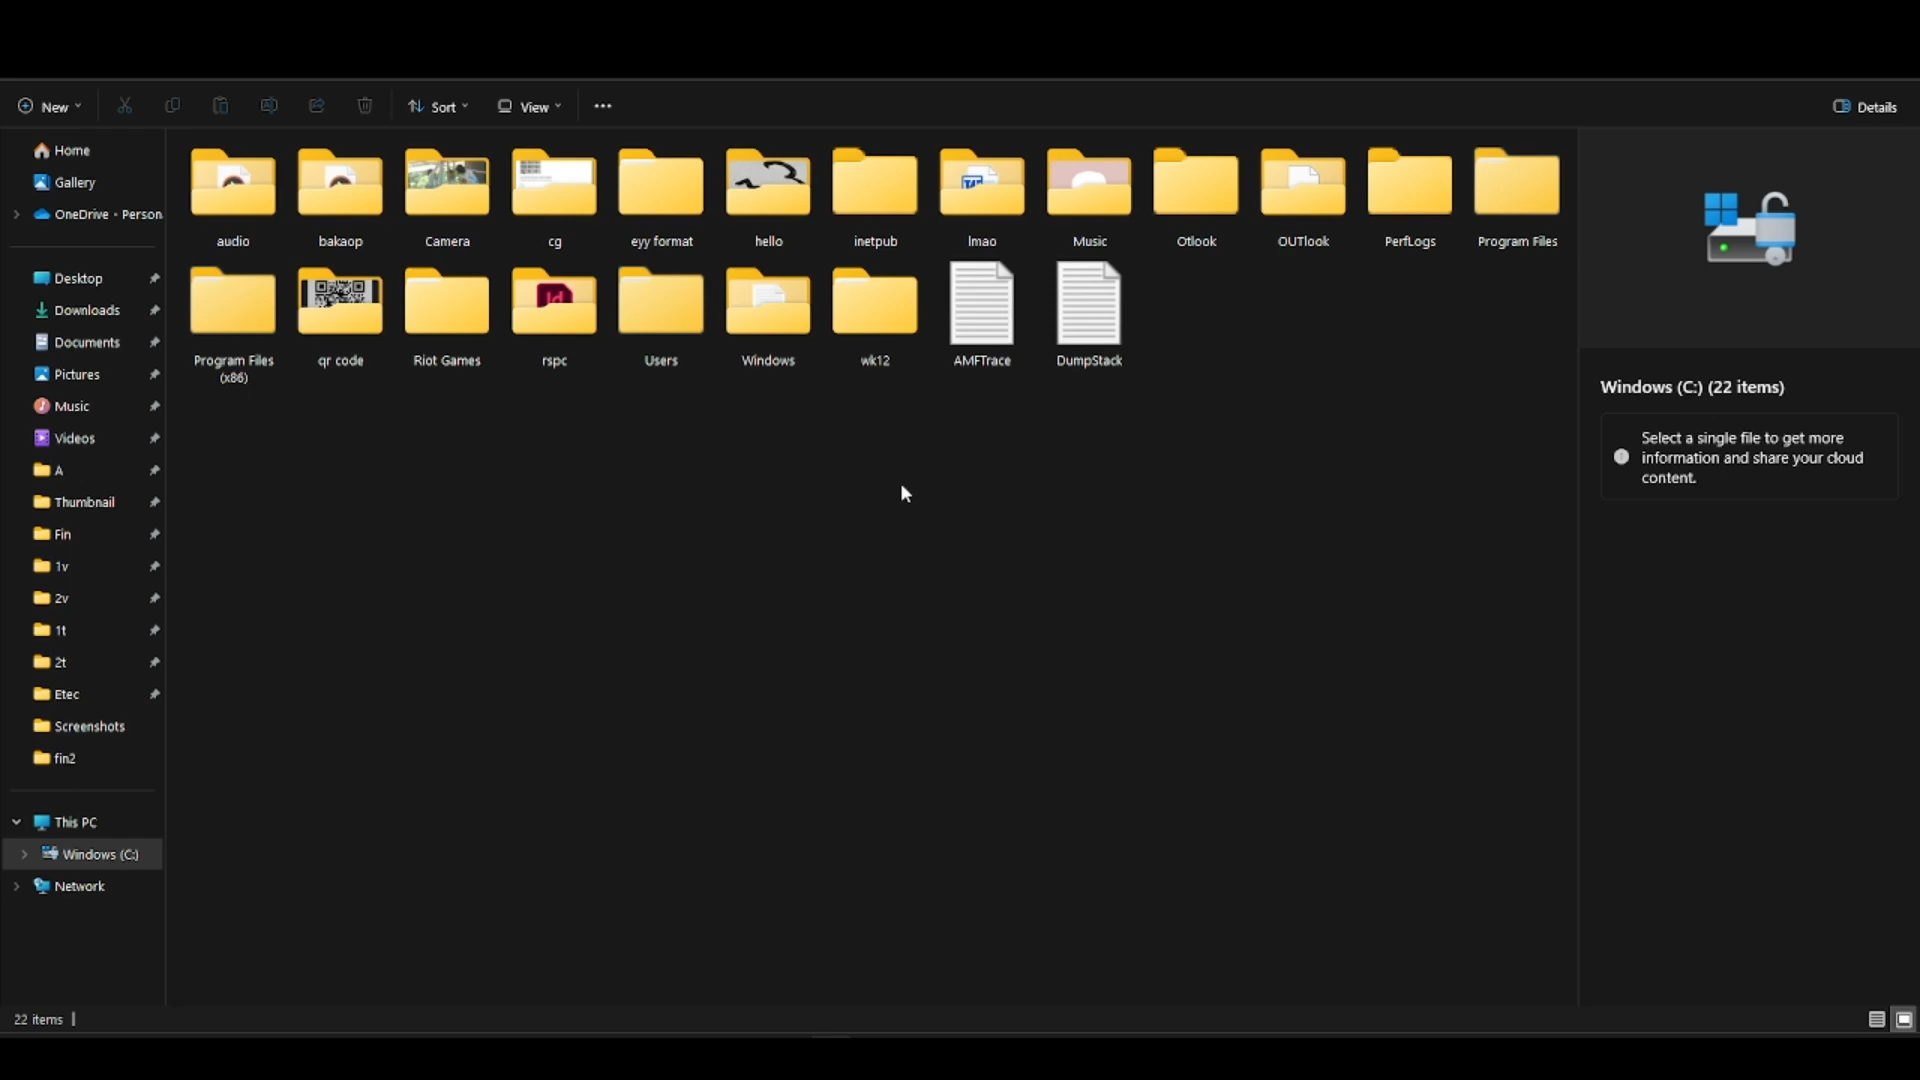 New
Sort
View
Details
Home
Gallery
OneDrive - Person
Desktop
Downloads
Documents
Pictures
Music
Videos
A
Thumbnail
Fin
1v
2v
1t
2t
Etec
Screenshots
fin2
This PC
Windows (C:)
Network
audio
bakaop
Camera
cg
eyy format
hello
inetpub
lmao
Music
Otlook
OUTlook
PerfLogs
Program Files
Program Files
(x86)
qr code
Riot Games
rspc
Users
Windows
wk12
AMFTrace
DumpStack
Id
Windows (C:) (22 items)
Select a single file to get more
information and share your cloud
content.
22 items